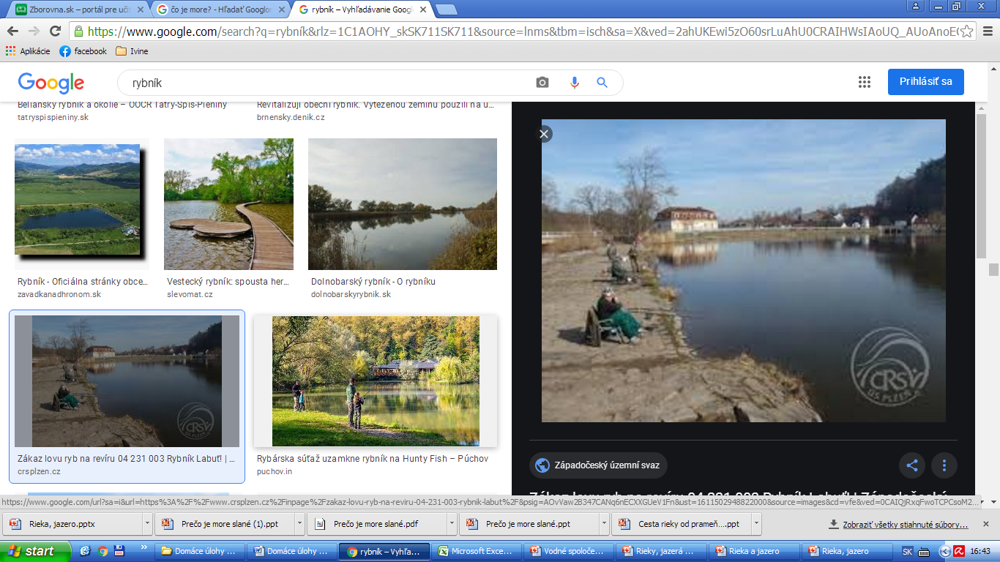 Zborovna.sk – portál pre učit
čo je more? - Hľadať Googlom
rybník – Vyhľadávanie Googl
https://www.google.com/search?q=rybník&rlz=1C1AOHY_skSK711SK711&source=lnms&tbm=isch&sa=X&ved=2ahUKEwi5zO60srLuAhU0CRAIHWsIAoUQ_AUoAnoE
Aplikácie facebook Ivine
Google rybník Prihlásiť sa
Beliansky rybník a okolie – OOCR Tatry-Spiš-Pieniny
tatryspispieniny.sk
Revitalizují obecní rybník. Vytěženou zeminu použili na u...
brnensky.denik.cz
Rybník - Oficiálna stránky obce...
zavadkanadhronom.sk
Vestecký rybník: spousta her...
slevomat.cz
Dolnobarský rybník - O rybníku
dolnobarskyrybnik.sk
CRS
ÚS PLZEŇ
Zákaz lovu ryb na revíru 04 231 003 Rybník Labuť! | ...
crsplzen.cz
Rybárska súťaž uzamkne rybník na Hunty Fish – Púchov
puchov.in
CRS
ÚS PLZEŇ
Západočeský územní svaz
Zákaz lovu ryb na revíru 04 231 003 Rybník Labuť! | Západočeský
https://www.google.com/url?sa=i&url=https%3A%2F%2Fwww.crsplzen.cz%2Finpage%2Fzakaz-lovu-ryb-na-reviru-04-231-003-rybnik-labut%2F&psig=AOvVaw2B347CANq6nECXXGUeV1Fn&ust=1611502948822000&source=images&cd=vfe&ved=0CAIQjRxqFwoTCPCsoM2...
Rieka, jazero.pptx
Prečo je more slané (1).ppt
Prečo je more slané.pdf
Prečo je more slané.ppt
Cesta rieky od prameň....ppt
Zobraziť všetky stiahnuté súbory...
start
Domáce úlohy ...
Domáce úlohy ...
rybník – Vyhľa...
Microsoft Exce...
Vodné spoloče...
Rieky, jazerá ...
Rieka a jazero
Rieka, jazero
SK
16:43